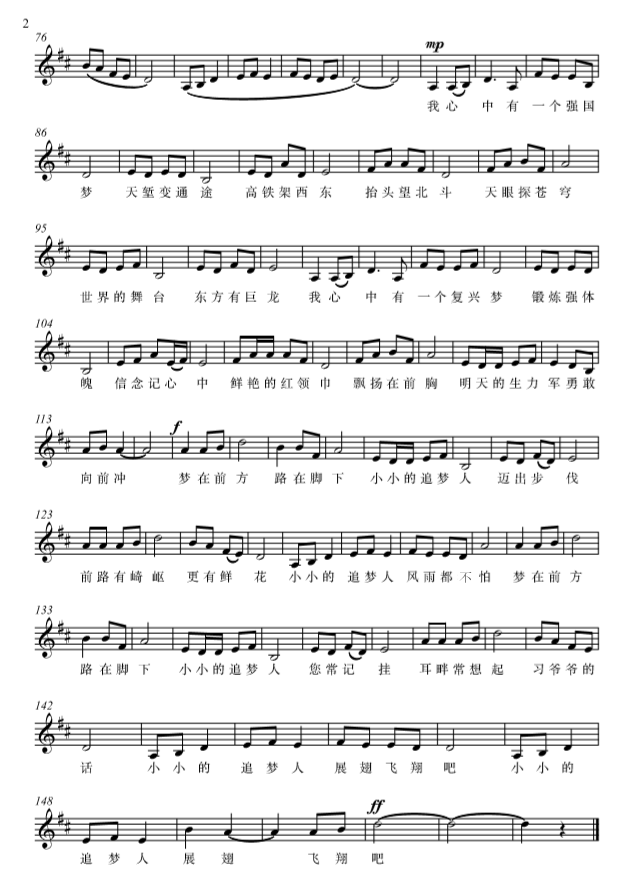 2
76
mp
我心 中有 一个强国
86
梦 天堑变通 途 高铁架西 东 抬头望北 斗 天眼探苍 穹
95
世界的舞 台 东方有巨 龙 我心 中有 一个复兴 梦 锻炼强体
104
魄 信念记心 中 鲜艳的红领 巾 飘扬在前 胸 明天的生力 军勇敢
113
f
向前冲 梦在前 方 路在脚 下 小小的追梦 人 迈出步 伐
123
前路有崎 岖 更有鲜 花 小小的 追梦人 风雨都不 怕 梦在前 方
133
路在脚 下 小小的追梦 人 您常记 挂 耳畔常想 起 习爷爷的
142
话 小小的 追梦人 展翅飞翔 吧 小小的
148
ff
追梦人 展翅 飞翔 吧